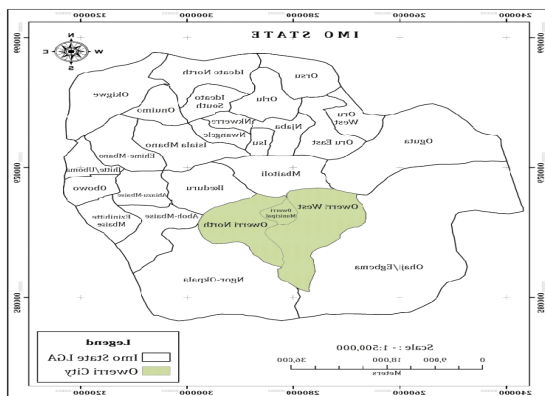 320000 300000 280000 260000 240000
IMO STATE
N
W E
S
600000 600000
Orsu
Ideato North
Okigwe
Orlu
Ideato
South
Onuimo
Oru
West
Oguta
Njaba
Nkwerre
Nwangele
Isu
Oru East
Isiala Mbano
Ehime-Mbano
Ihitte/Uboma
Mbaitoli
Ikeduru
Obowo
Ahiazu-Mbaise
Owerri West
Owerri
Municipal
Aboh-Mbaise
Ezinihitte
Mbaise
Owerri North
Ohaji/Egbema
Ngor-Okpala
Legend
Imo State LGA
Owerri City
Scale : - 1:500,000
0 9,000 18,000 36,000
Meters
320000 300000 280000 260000 240000